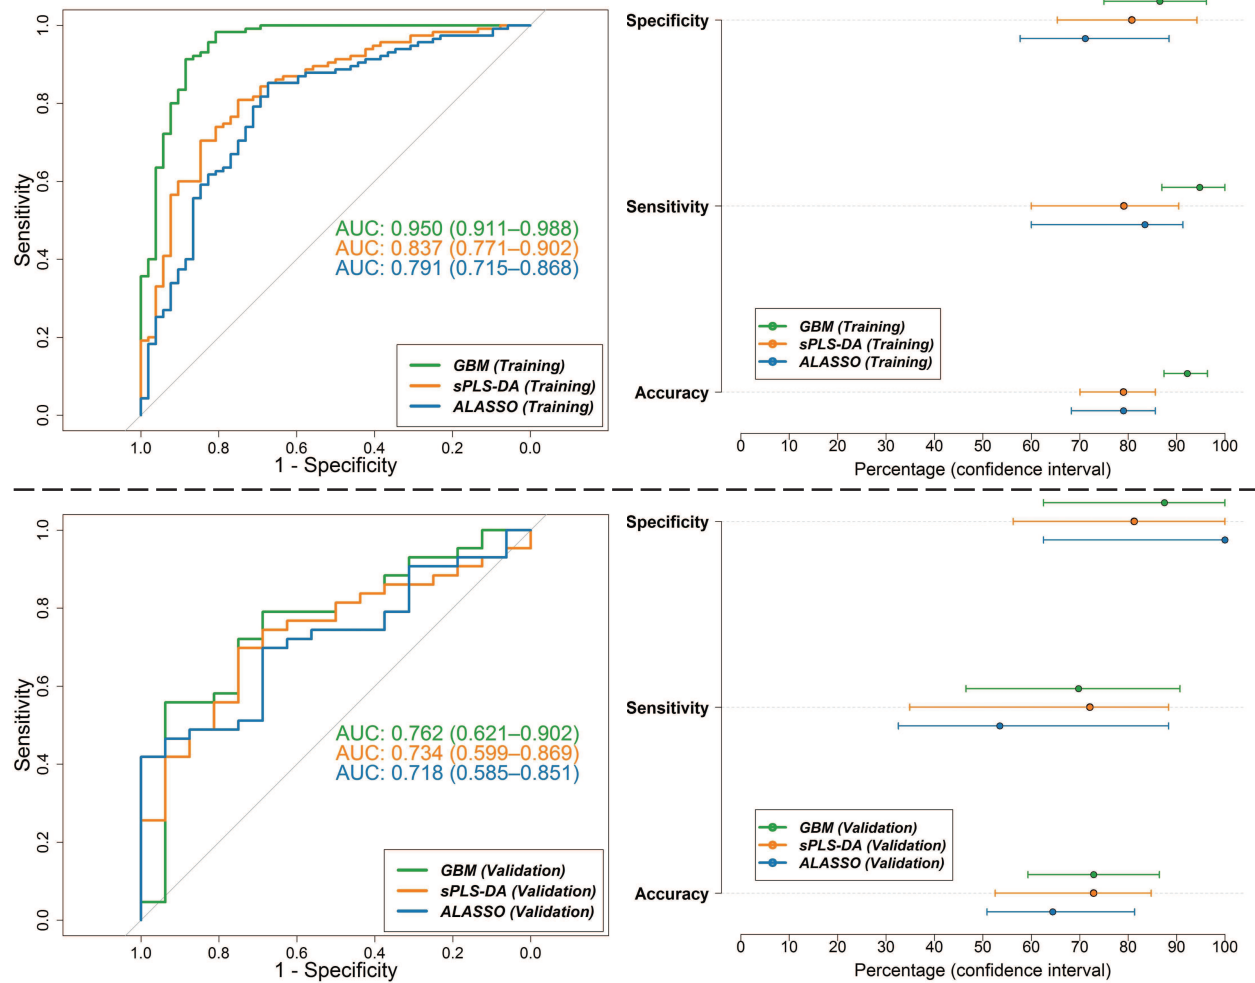 Sensitivity
1.0
0.8
0.6
0.4
0.2
0.0
AUC: 0.950 (0.911–0.988)
AUC: 0.837 (0.771–0.902)
AUC: 0.791 (0.715–0.868)
GBM (Training)
sPLS-DA (Training)
ALASSO (Training)
1.0 0.8 0.6 0.4 0.2 0.0
1 - Specificity
Specificity
Sensitivity
Accuracy
GBM (Training)
sPLS-DA (Training)
ALASSO (Training)
0 10 20 30 40 50 60 70 80 90 100
Percentage (confidence interval)
Sensitivity
1.0
0.8
0.6
0.4
0.2
0.0
AUC: 0.762 (0.621–0.902)
AUC: 0.734 (0.599–0.869)
AUC: 0.718 (0.585–0.851)
GBM (Validation)
sPLS-DA (Validation)
ALASSO (Validation)
1.0 0.8 0.6 0.4 0.2 0.0
1 - Specificity
Specificity
Sensitivity
Accuracy
GBM (Validation)
sPLS-DA (Validation)
ALASSO (Validation)
0 10 20 30 40 50 60 70 80 90 100
Percentage (confidence interval)